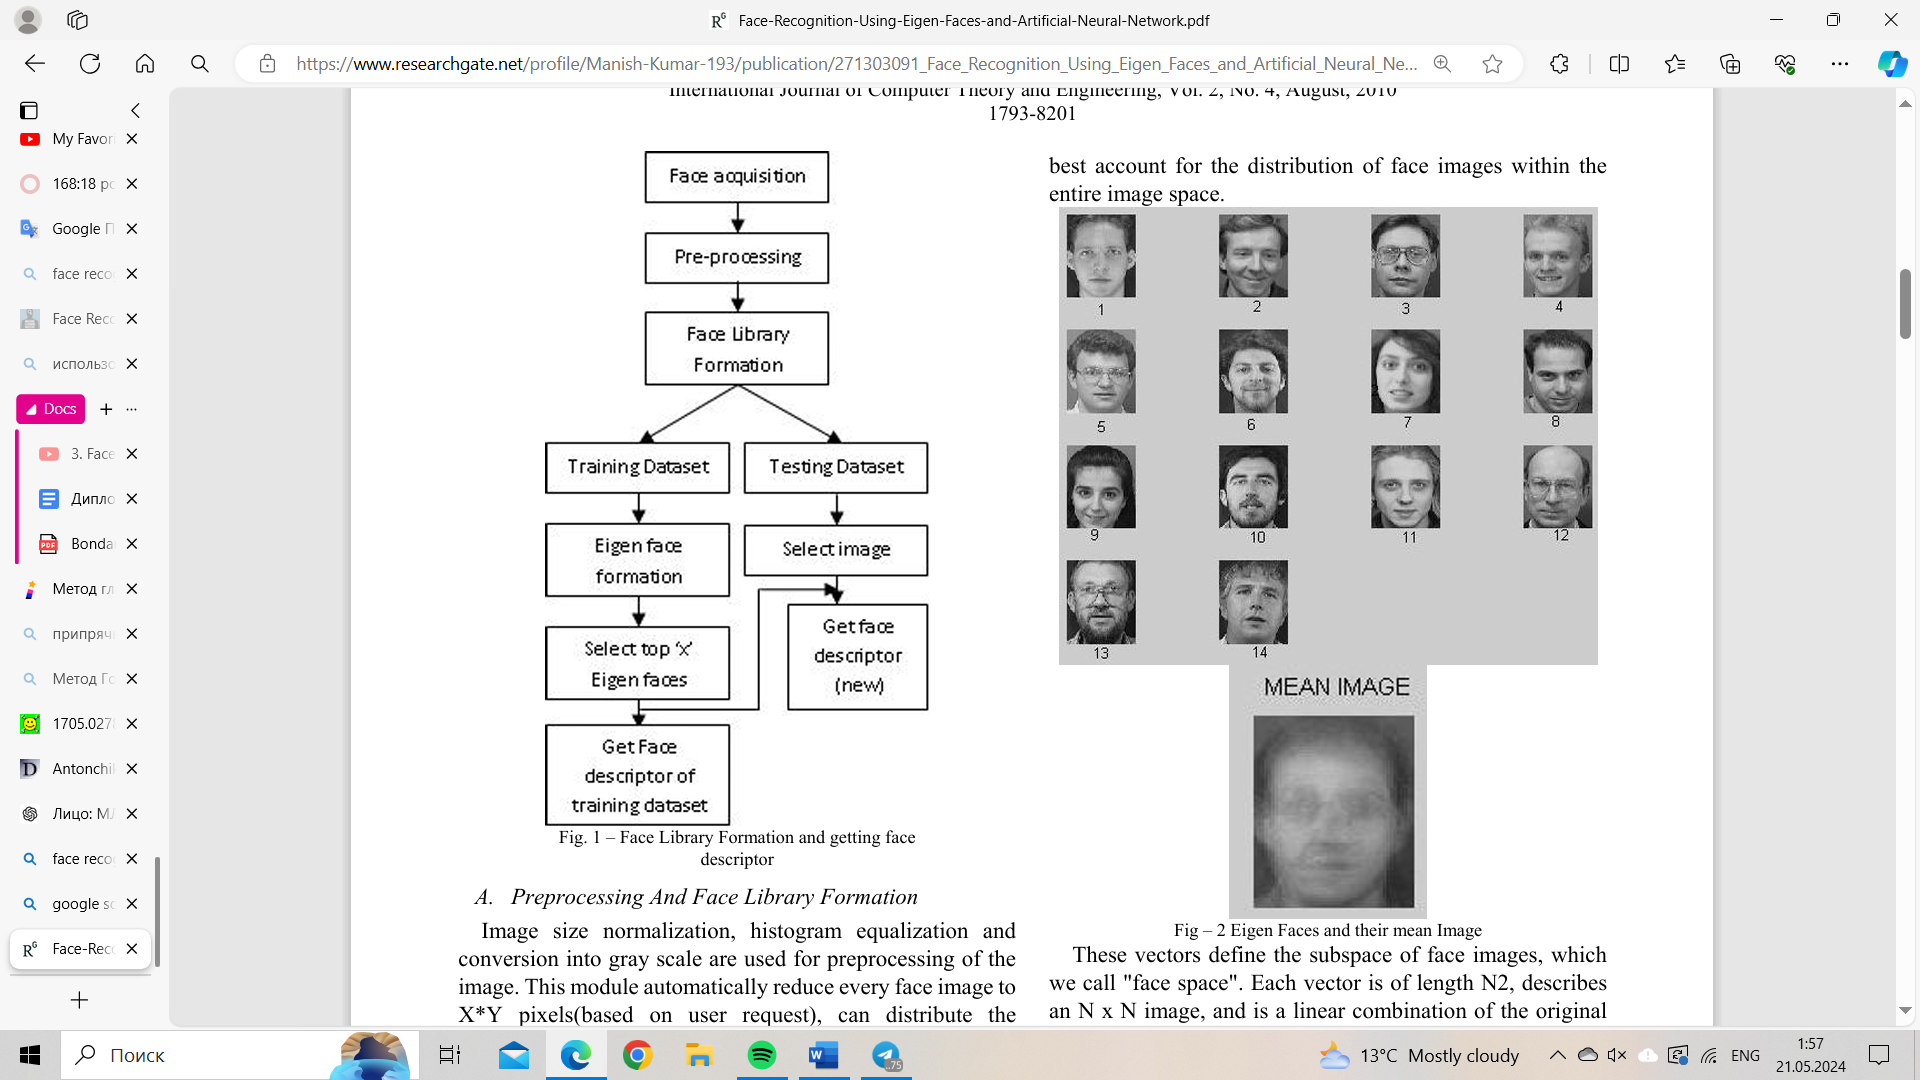 Face-Recognition-Using-Eigen-Faces-and-Artificial-Neural-Network.pdf
https://www.researchgate.net/profile/Manish-Kumar-193/publication/271303091_Face_Recognition_Using_Eigen_Faces_and_Artificial_Neural_Ne...
My Favor
168:18 рс
Google П
face reco
Face Reco
использо
Docs
3. Face
Дипло
Bonda
Метод гл
припряч
Метод Го
1705.027
Antonchi
Лицо: М
face reco
google sc
Face-Rec
International Journal of Computer Theory and Engineering, Vol. 2, No. 4, August, 2010
1793-8201
Face acquisition
Pre-processing
Face Library
Formation
Training Dataset
Testing Dataset
Eigen face
formation
Select image
Select top ‘x’
Eigen faces
Get face
descriptor
(new)
Get Face
descriptor of
training dataset
Fig. 1 – Face Library Formation and getting face
descriptor
A. Preprocessing And Face Library Formation
Image size normalization, histogram equalization and
conversion into gray scale are used for preprocessing of the
image. This module automatically reduce every face image to
X*Y pixels(based on user request), can distribute the
best account for the distribution of face images within the
entire image space.
1 2 3 4
5 6 7 8
9 10 11 12
13 14
MEAN IMAGE
Fig – 2 Eigen Faces and their mean Image
These vectors define the subspace of face images, which
we call "face space". Each vector is of length N2, describes
an N x N image, and is a linear combination of the original
Поиск
75
13°C Mostly cloudy
ENG
1:57
21.05.2024